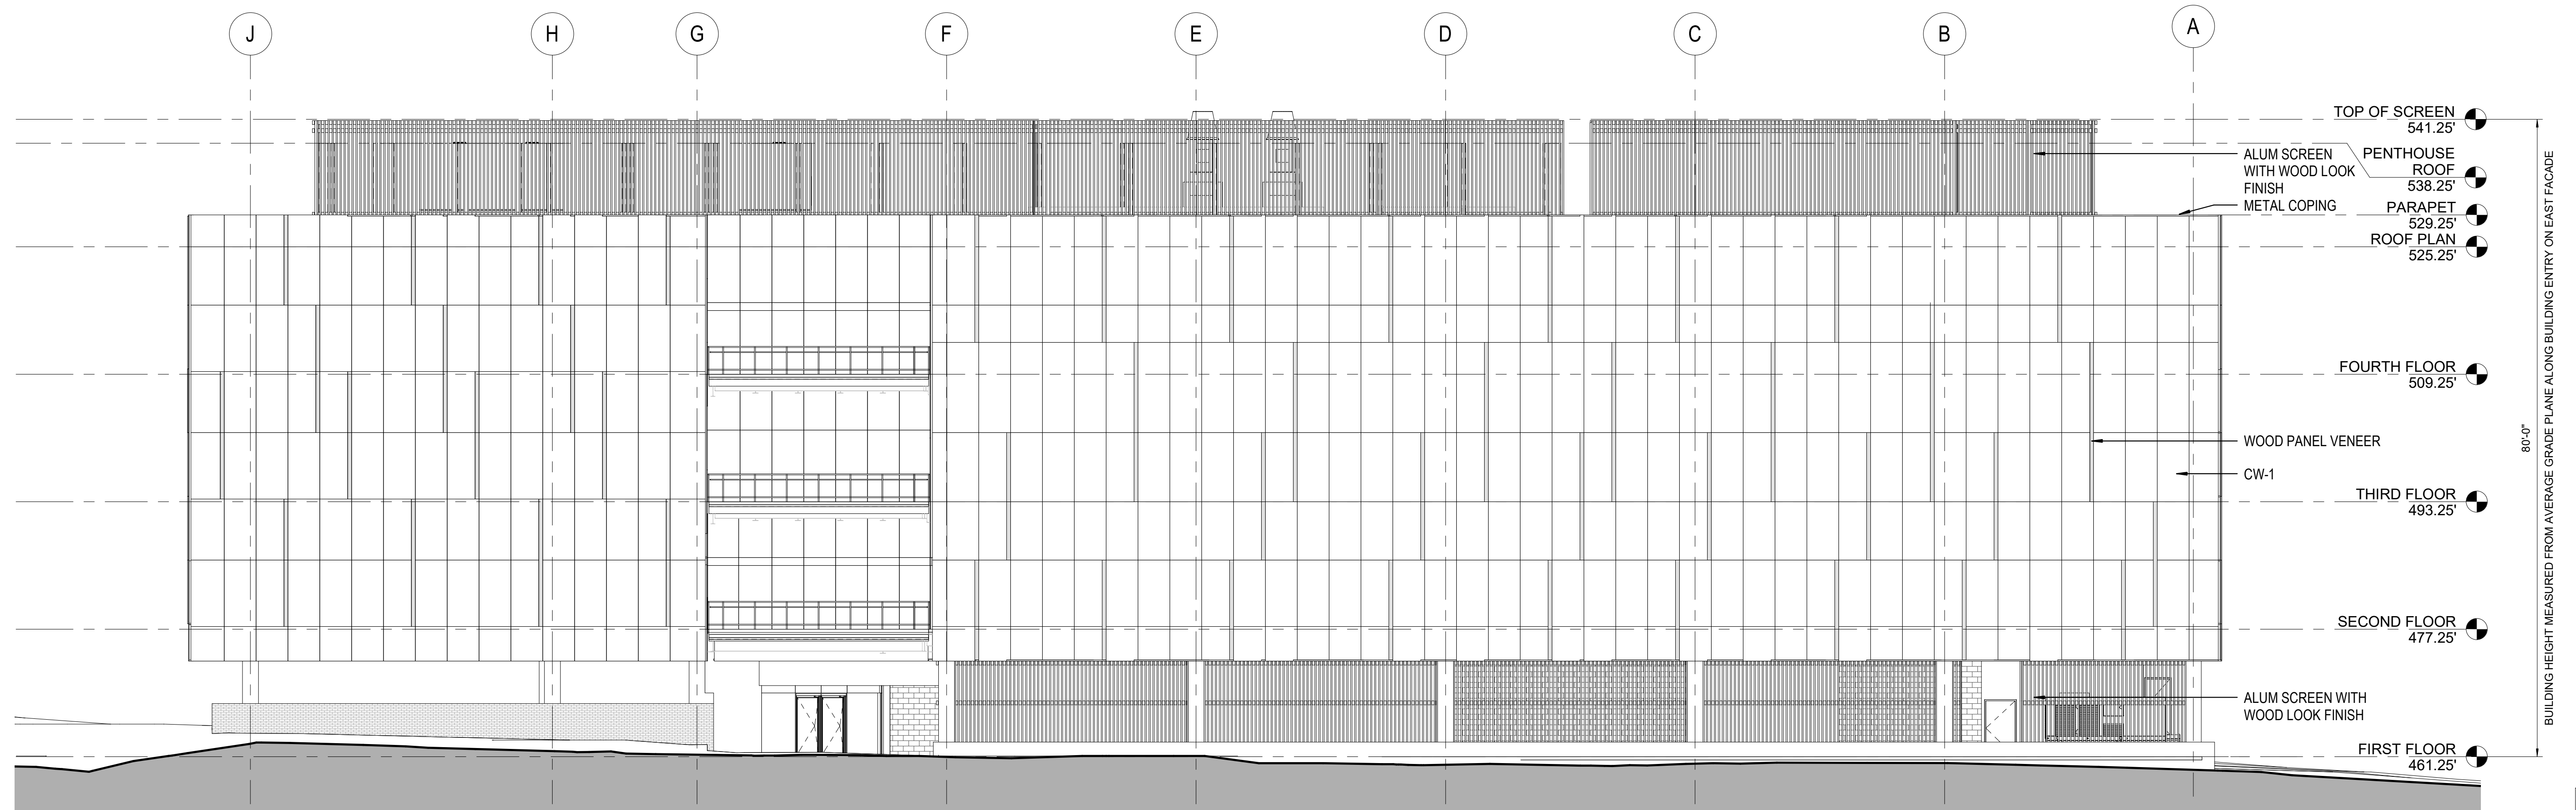 J
H
G
F
E
D
C
B
A
TOP OF SCREEN
541.25'
ALUM SCREEN
WITH WOOD LOOK
FINISH
PENTHOUSE
ROOF
538.25'
METAL COPING
PARAPET
529.25'
ROOF PLAN
525.25'
FOURTH FLOOR
509.25'
WOOD PANEL VENEER
CW-1
THIRD FLOOR
493.25'
SECOND FLOOR
477.25'
ALUM SCREEN WITH
WOOD LOOK FINISH
FIRST FLOOR
461.25'
80'-0"
BUILDING HEIGHT MEASURED FROM AVERAGE GRADE PLANE ALONG BUILDING ENTRY ON EAST FACADE